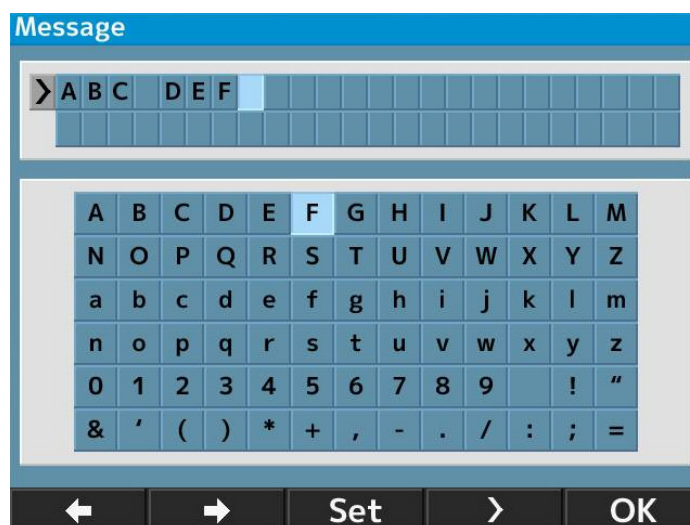 Message
> ABC DEF
A B C D E F G H I J K L M
N O P Q R S T U V W X Y Z
a b c d e f g h i j k l m
n o p q r s t u v w x y z
0 1 2 3 4 5 6 7 8 9 ! "
& ' ( ) * + , - . / : ; =
← → Set > OK